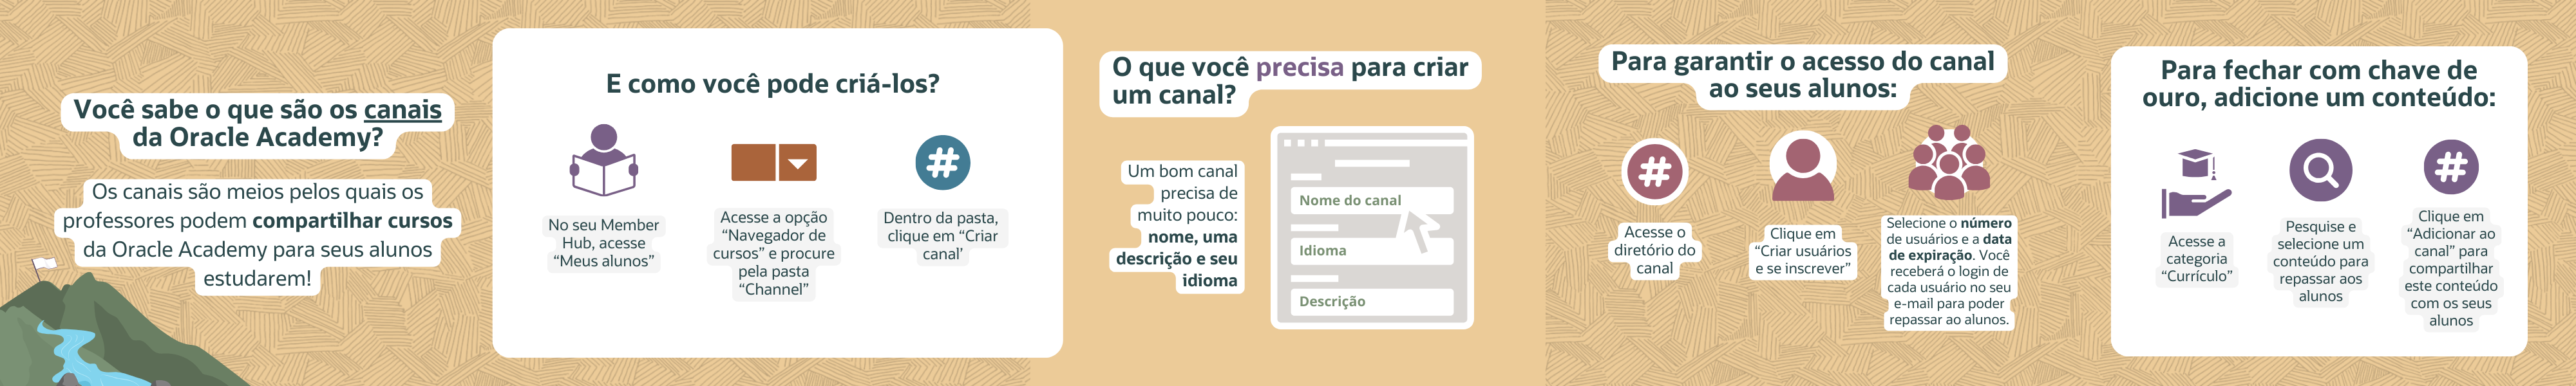 Você sabe o que são os canais
da Oracle Academy?
Os canais são meios pelos quais os
professores podem compartilhar cursos
da Oracle Academy para seus alunos
estudarem!
E como você pode criá-los?
No seu Member
Hub, acesse
“Meus alunos”
Acesse a opção
“Navegador de
cursos” e procure
pela pasta
“Channel”
Dentro da pasta,
clique em “Criar
canal’
O que você precisa para criar
um canal?
Um bom canal
precisa de
muito pouco:
nome, uma
descrição e seu
idioma
Nome do canal
Idioma
Descrição
Para garantir o acesso do canal
ao seus alunos:
Acesse o
diretório do
canal
Clique em
“Criar usuários
e se inscrever”
Selecione o número
de usuários e a data
de expiração. Você
receberá o login de
cada usuário no seu
e-mail para poder
repassar ao alunos.
Para fechar com chave de
ouro, adicione um conteúdo:
Acesse a
categoria
“Currículo”
Pesquise e
selecione um
conteúdo para
repassar aos
alunos
Clique em
“Adicionar ao
canal” para
compartilhar
este conteúdo
com os seus
alunos